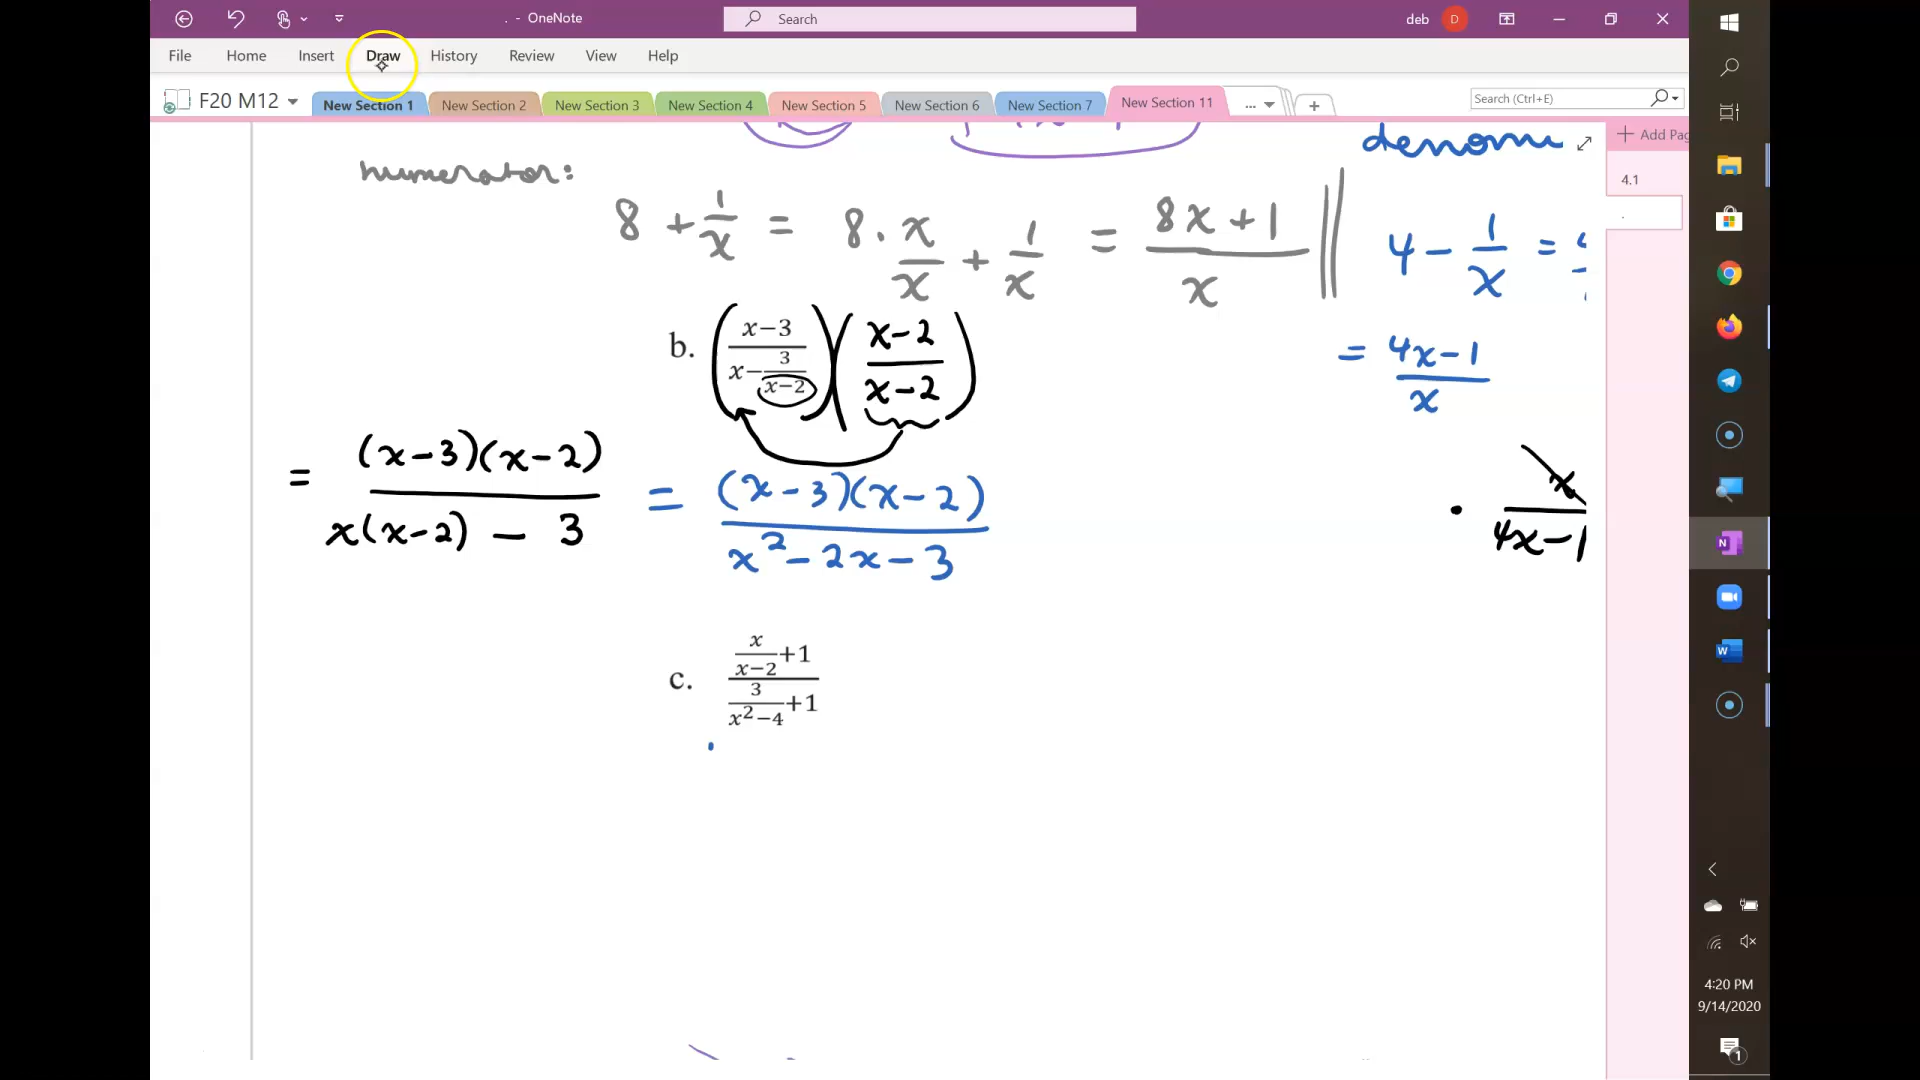 . - OneNote
Search
deb D
File Home Insert Draw History Review View Help
F20 M12
New Section 1 New Section 2 New Section 3 New Section 4 New Section 5 New Section 6 New Section 7 New Section 11 ... +
Search (Ctrl+E)
Add Pag
4.1
.
denomi
numerator:
8 + 1/x = 8 · x/x + 1/x = (8x+1)/x
4 - 1/x =
= (4x-1)/x
b. ((x-3)/(x-3/(x-2))) ((x-2)/(x-2))
= ((x-3)(x-2))/(x(x-2) - 3) = ((x-3)(x-2))/(x²-2x-3)
· x/(4x-1)
c. (x/(x-2)+1)/(3/(x²-4)+1)
4:20 PM
9/14/2020
1